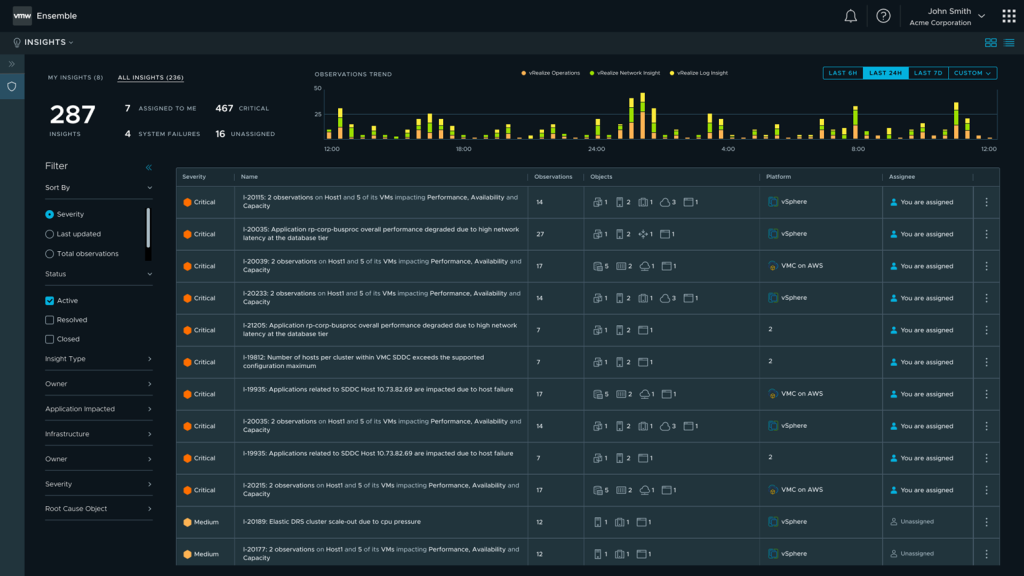 vmw Ensemble
John Smith
Acme Corporation
INSIGHTS
MY INSIGHTS (8) ALL INSIGHTS (236)
287
INSIGHTS
7 ASSIGNED TO ME 467 CRITICAL
4 SYSTEM FAILURES 16 UNASSIGNED
OBSERVATIONS TREND
vRealize Operations vRealize Network Insight vRealize Log Insight
LAST 6H LAST 24H LAST 7D CUSTOM
50
25
12:00 18:00 24:00 4:00 8:00 12:00
Filter
Sort By
Severity
Last updated
Total observations
Status
Active
Resolved
Closed
Insight Type
Owner
Application Impacted
Infrastructure
Owner
Severity
Root Cause Object
Severity Name Observations Objects Platform Assignee
Critical I-20115: 2 observations on Host1 and 5 of its VMs impacting Performance, Availability and
Capacity 14 1 2 1 3 1 vSphere You are assigned
Critical I-20035: Application rp-corp-busproc overall performance degraded due to high network
latency at the database tier 27 1 2 1 1 vSphere You are assigned
Critical I-20039: 2 observations on Host1 and 5 of its VMs impacting Performance, Availability and
Capacity 17 5 2 1 1 VMC on AWS You are assigned
Critical I-20233: 2 observations on Host1 and 5 of its VMs impacting Performance, Availability and
Capacity 14 1 2 1 3 1 vSphere You are assigned
Critical I-21205: Application rp-corp-busproc overall performance degraded due to high network
latency at the database tier 7 1 2 1 2 You are assigned
Critical I-19812: Number of hosts per cluster within VMC SDDC exceeds the supported
configuration maximum 7 1 2 1 2 You are assigned
Critical I-19935: Applications related to SDDC Host 10.73.82.69 are impacted due to host failure 17 5 2 1 1 VMC on AWS You are assigned
Critical I-20035: 2 observations on Host1 and 5 of its VMs impacting Performance, Availability and
Capacity 14 1 2 1 3 1 vSphere You are assigned
Critical I-19935: Applications related to SDDC Host 10.73.82.69 are impacted due to host failure 7 1 2 1 2 You are assigned
Critical I-20215: 2 observations on Host1 and 5 of its VMs impacting Performance, Availability and
Capacity 17 5 2 1 1 VMC on AWS You are assigned
Medium I-20189: Elastic DRS cluster scale-out due to cpu pressure 12 1 1 1 vSphere Unassigned
Medium I-20177: 2 observations on Host1 and 5 of its VMs impacting Performance, Availability and
Capacity 12 1 1 1 vSphere Unassigned